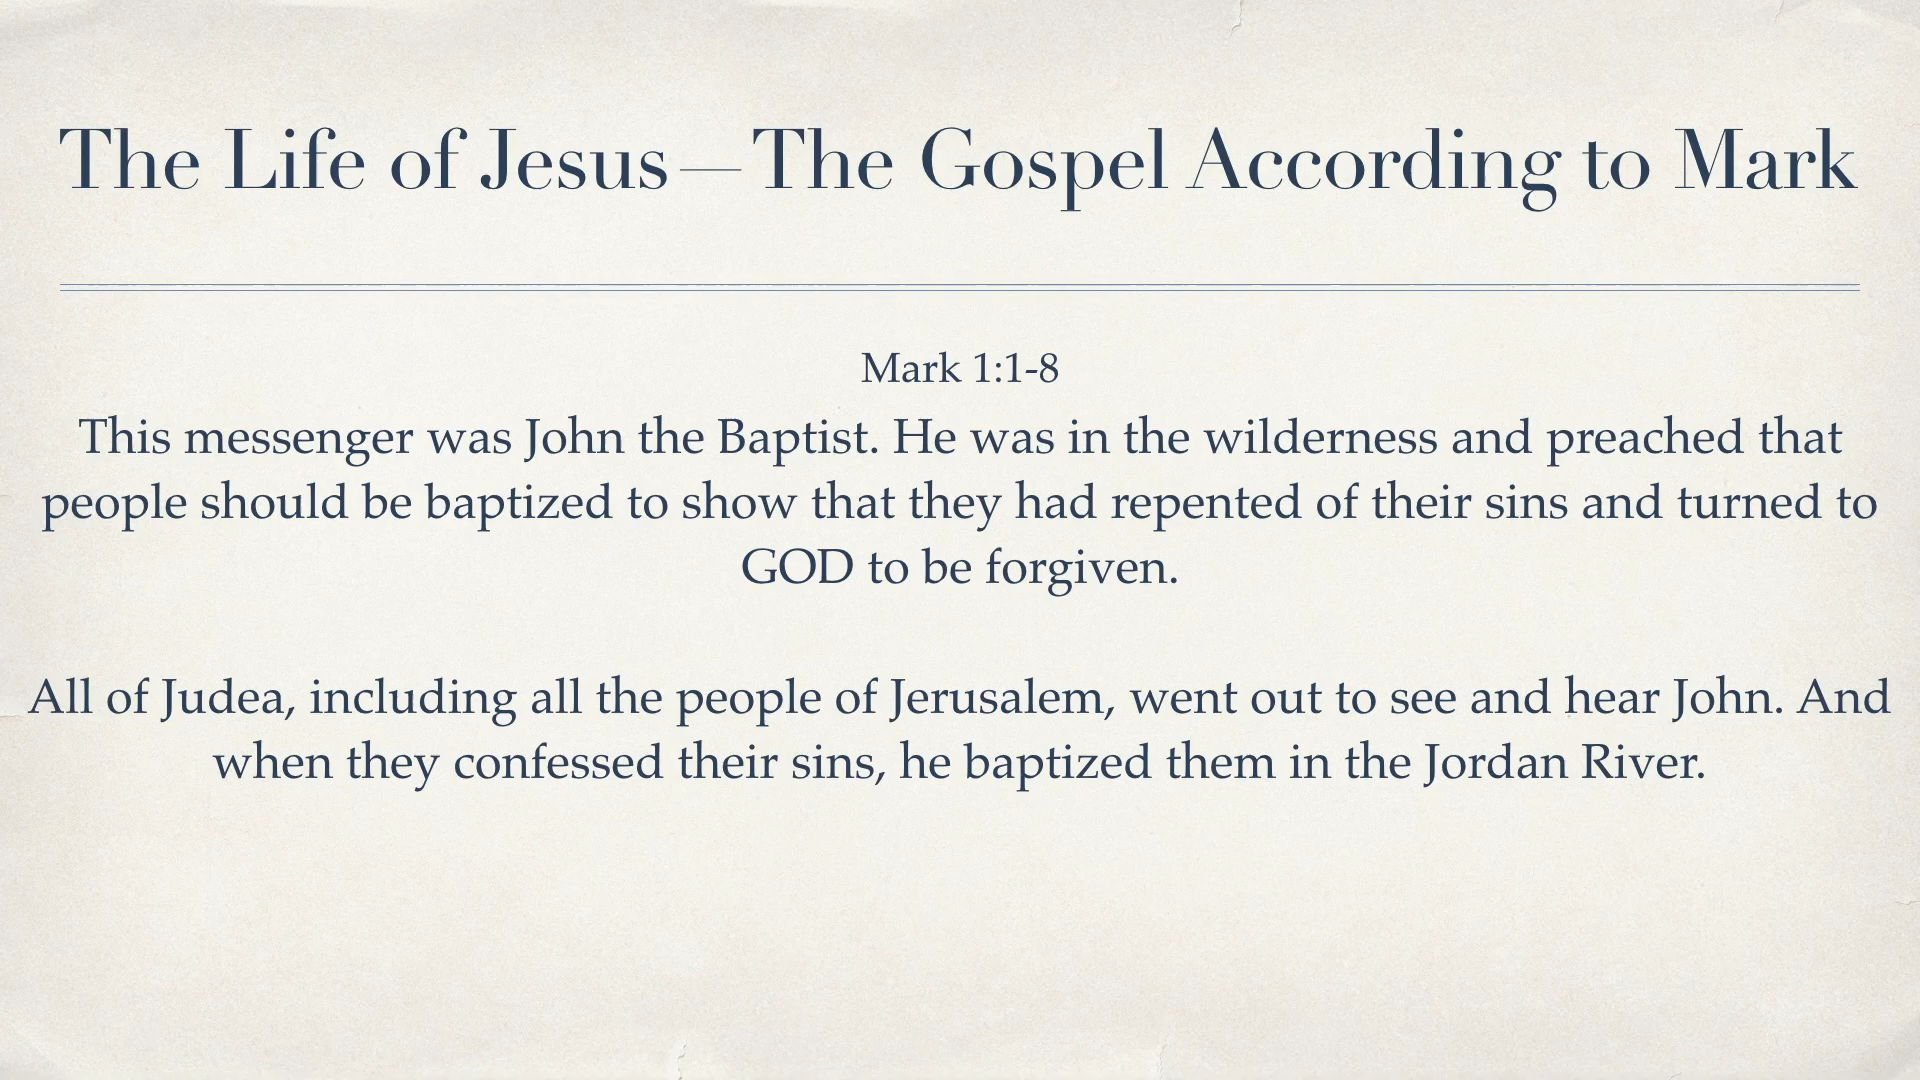 The Life of Jesus — The Gospel According to Mark
Mark 1:1-8
This messenger was John the Baptist. He was in the wilderness and preached that
people should be baptized to show that they had repented of their sins and turned to
GOD to be forgiven.
All of Judea, including all the people of Jerusalem, went out to see and hear John. And
when they confessed their sins, he baptized them in the Jordan River.